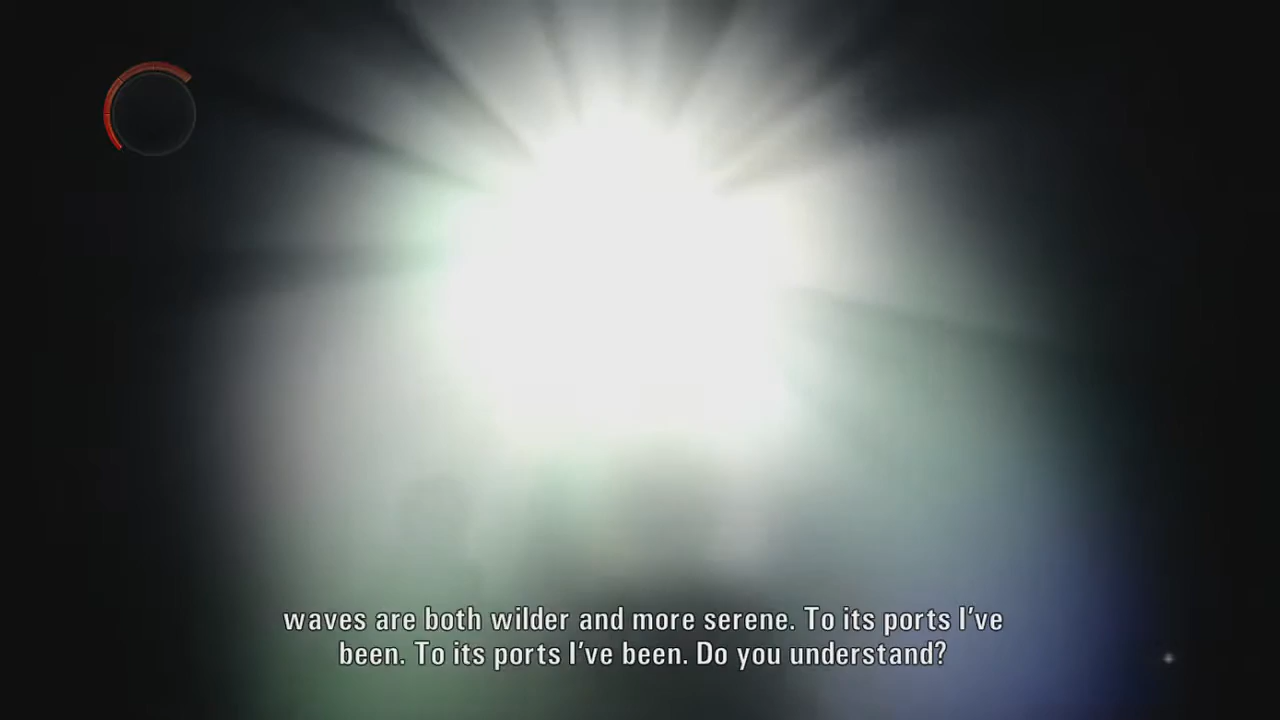 waves are both wilder and more serene. To its ports I've
been. To its ports I've been. Do you understand?